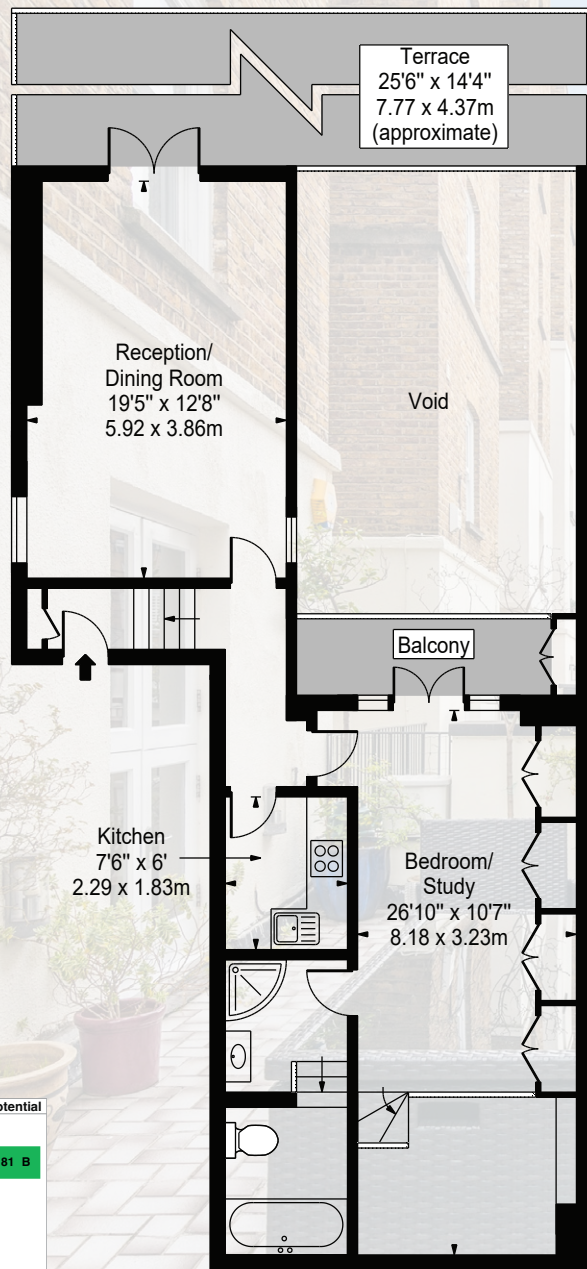 Terrace
25'6" x 14'4"
7.77 x 4.37m
(approximate)
Reception/
Dining Room
19'5" x 12'8"
5.92 x 3.86m
Void
Balcony
Kitchen
7'6" x 6'
2.29 x 1.83m
Bedroom/
Study
26'10" x 10'7"
8.18 x 3.23m
81 B